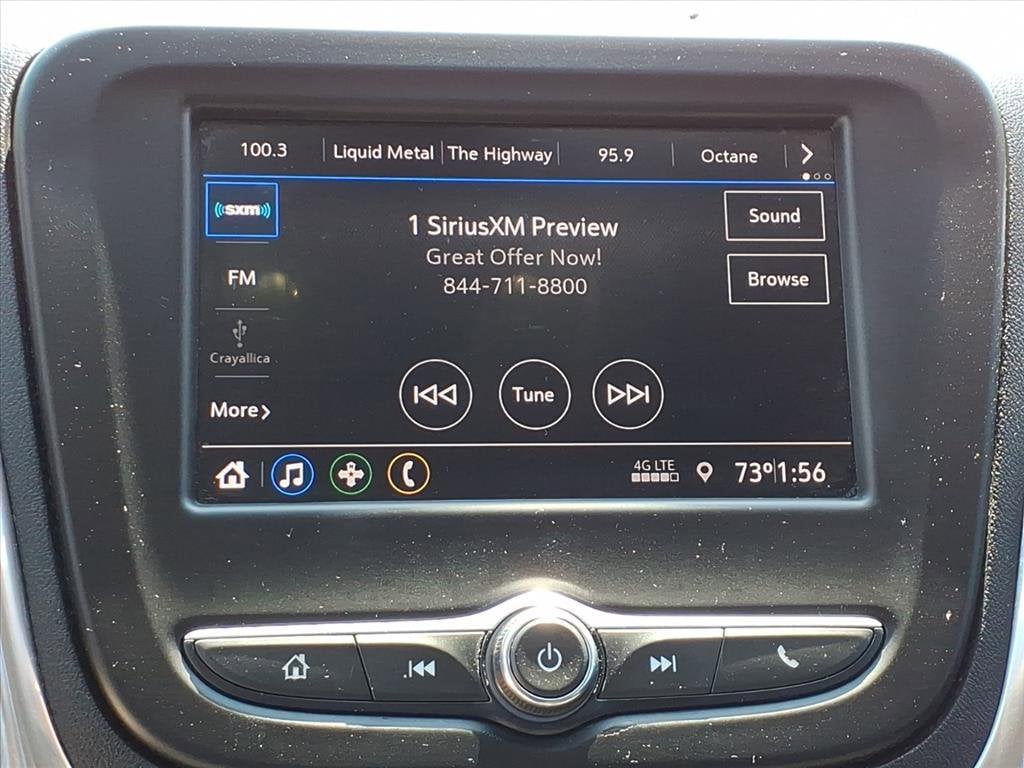 100.3 Liquid Metal The Highway 95.9 Octane
sxm
1 SiriusXM Preview
Great Offer Now!
844-711-8800
Sound
Browse
FM
Crayallica
More
Tune
4G LTE
73° 1:56